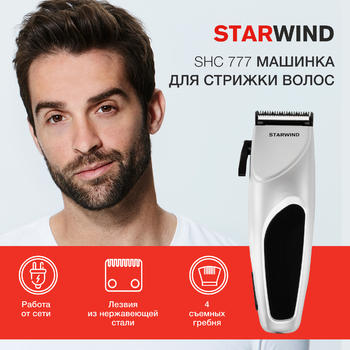 STARWIND
SHC 777 МАШИНКА
ДЛЯ СТРИЖКИ ВОЛОС
STARWIND
Работа
от сети
Лезвия
из нержавеющей
стали
4
съемных
гребня